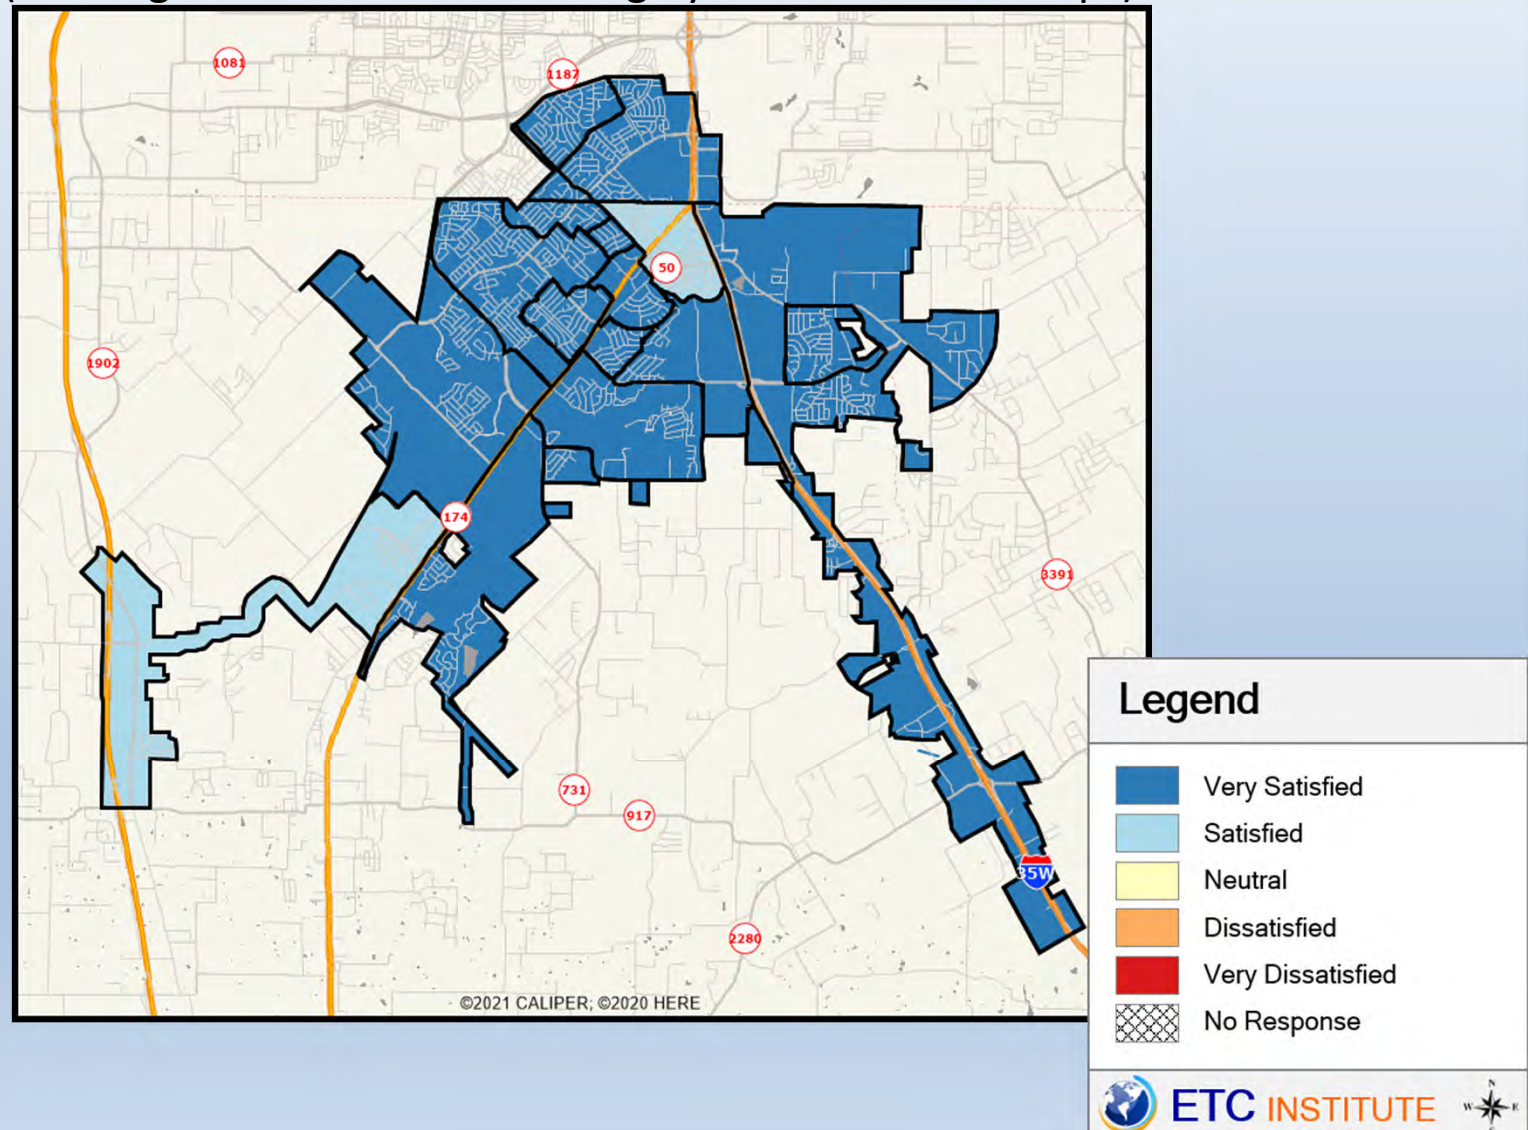 1081
1187
50
1902
174
3391
731
917
35W
2280
©2021 CALIPER; ©2020 HERE
Legend
Very Satisfied
Satisfied
Neutral
Dissatisfied
Very Dissatisfied
No Response
ETC INSTITUTE
N
W E